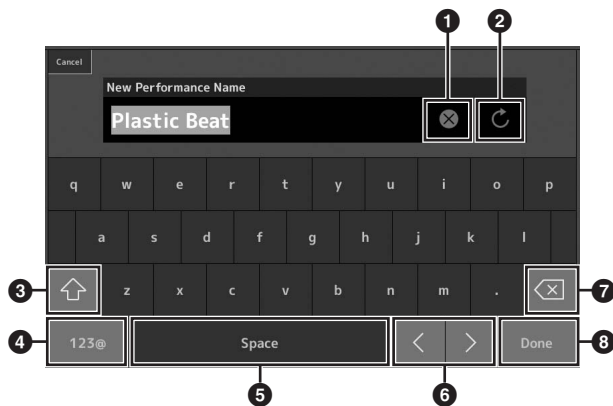 1 2
Cancel
New Performance Name
Plastic Beat
q w e r t y u i o p
a s d f g h j k l
3 z x c v b n m . 7
4 123@ Space Done 8
5 6